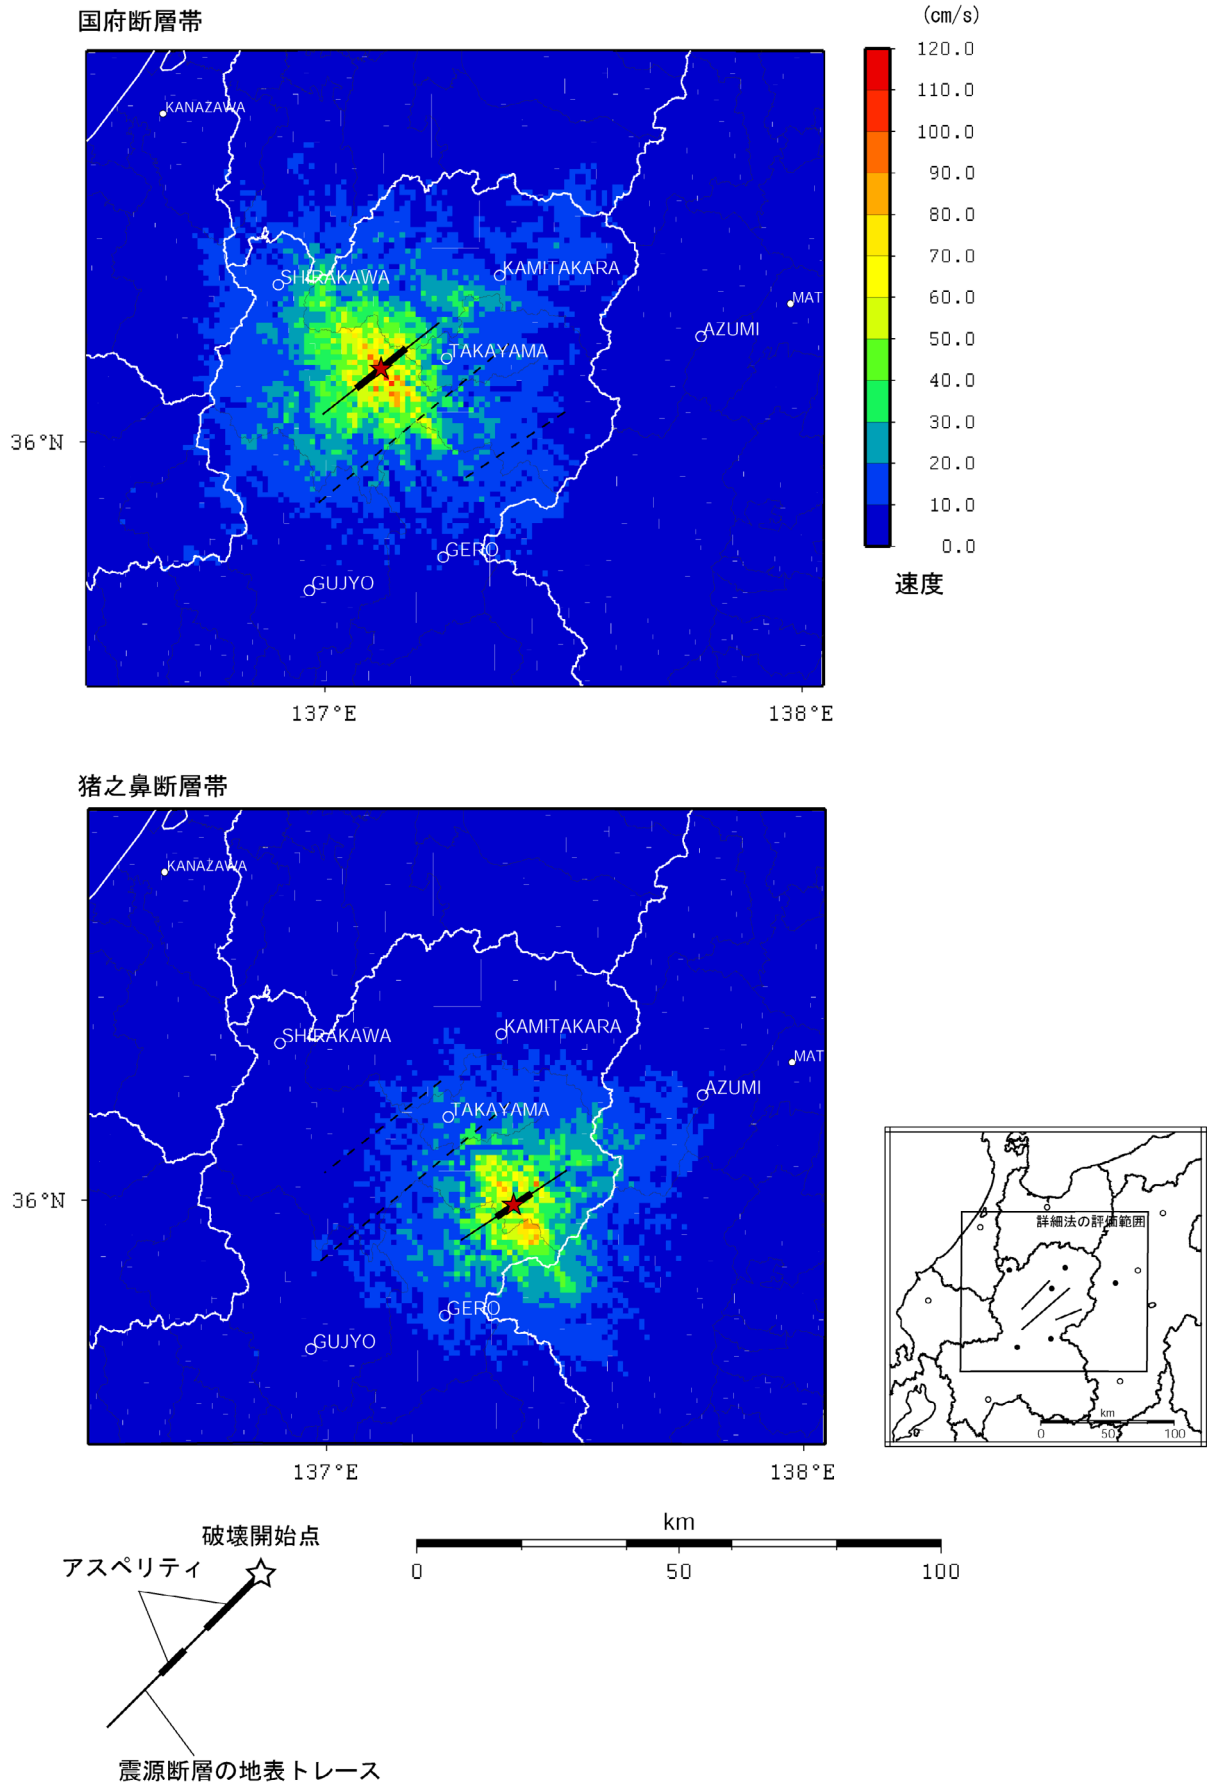 国府断層帯
(cm/s)
120.0
110.0
100.0
90.0
80.0
70.0
60.0
50.0
40.0
30.0
20.0
10.0
0.0
速度
KANAZAWA
SHIRAKAWA
KAMITAKARA
MAT
AZUMI
TAKAYAMA
36°N
GERO
GUJYO
137°E
138°E
猪之鼻断層帯
KANAZAWA
SHIRAKAWA
KAMITAKARA
MAT
AZUMI
TAKAYAMA
36°N
GERO
GUJYO
137°E
138°E
詳細法の評価範囲
km
0
50
100
km
0
50
100
破壊開始点
アスペリティ
震源断層の地表トレース